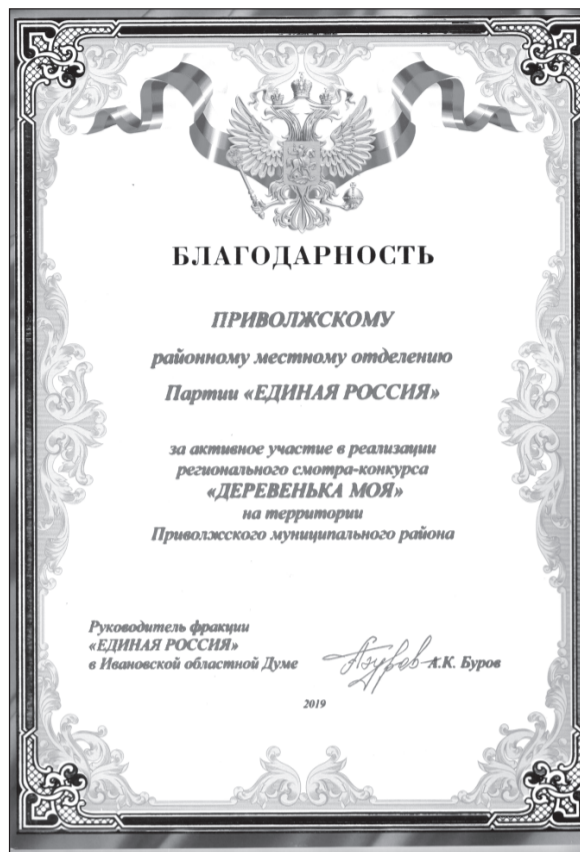 БЛАГОДАРНОСТЬ
ПРИВОЛЖСКОМУ
районному местному отделению
Партии «ЕДИНАЯ РОССИЯ»
за активное участие в реализации
регионального смотра-конкурса
«ДЕРЕВЕНЬКА МОЯ»
на территории
Приволжского муниципального района
Руководитель фракции
«ЕДИНАЯ РОССИЯ»
в Ивановской областной Думе
А.К. Буров
2019